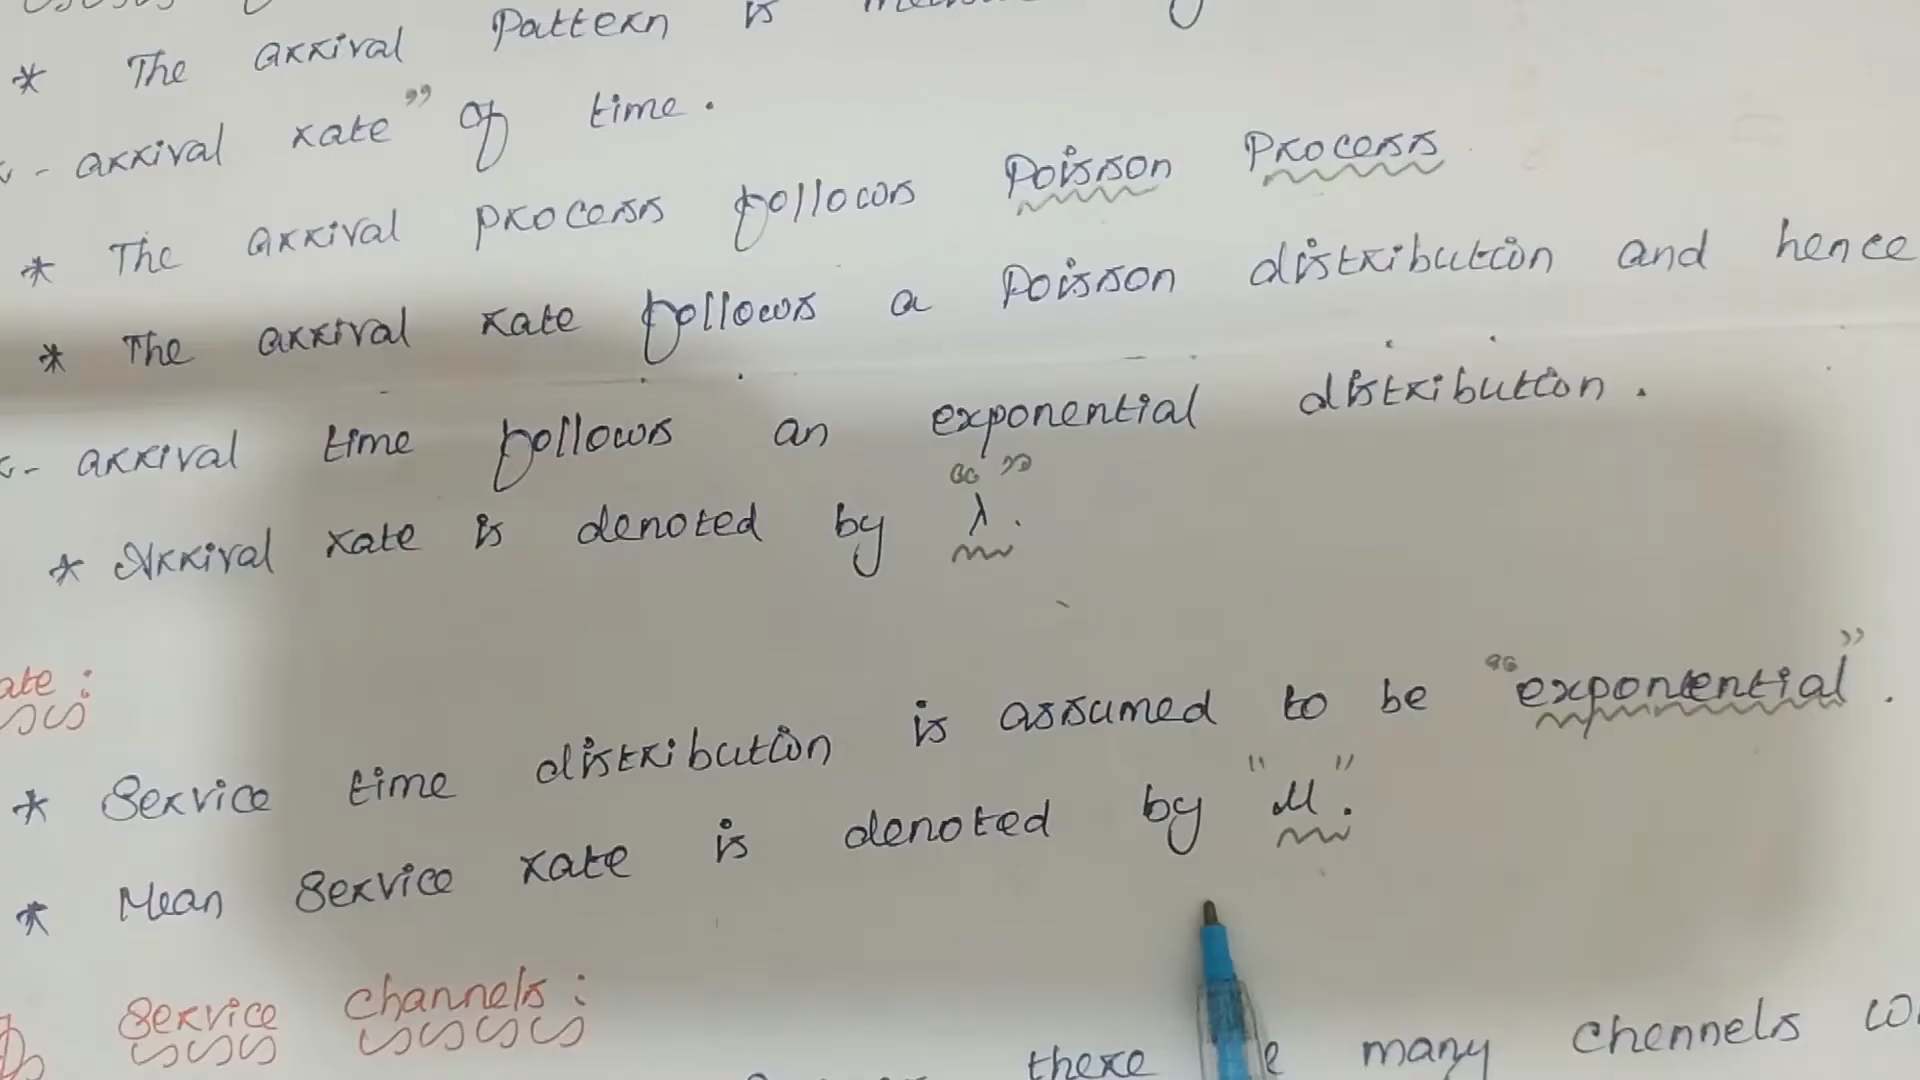 * The arrival Pattern is
- arrival rate" of time.
* The arrival process follows Poisson Process
* The arrival rate follows a Poisson distribution and hence
- arrival time follows an exponential distribution.
* Arrival rate is denoted by "λ".
ate:
* Service time distribution is assumed to be "exponential".
* Mean Service rate is denoted by "μ".
Service channels:
there many chennels